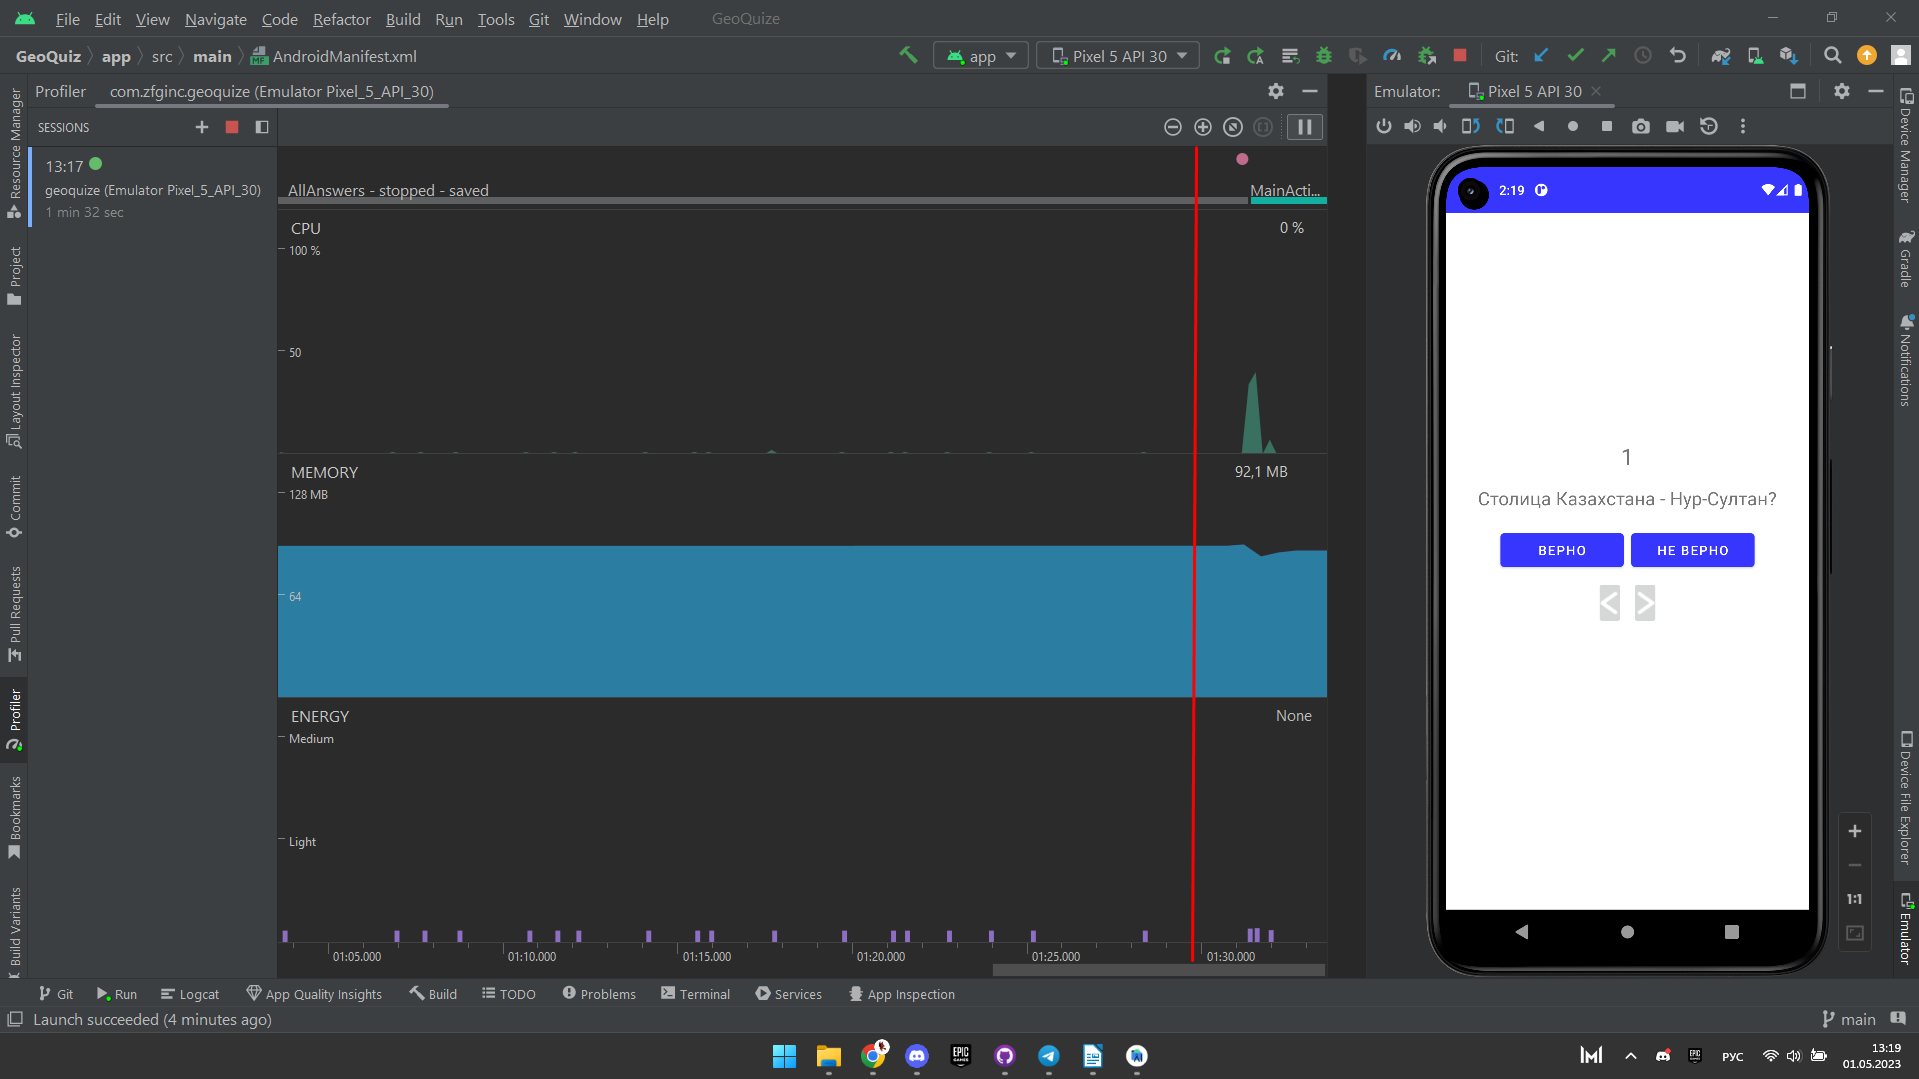 File Edit View Navigate Code Refactor Build Run Tools Git Window Help GeoQuize
GeoQuiz app src main AndroidManifest.xml app Pixel 5 API 30 Git:
Profiler com.zfginc.geoquize (Emulator Pixel_5_API_30) Emulator: Pixel 5 API 30
SESSIONS
13:17
geoquize (Emulator Pixel_5_API_30)
1 min 32 sec
AllAnswers - stopped - saved MainActi...
CPU 0 %
100 %
50
MEMORY 92,1 MB
128 MB
64
ENERGY None
Medium
Light
01:05.000 01:10.000 01:15.000 01:20.000 01:25.000 01:30.000
2:19
1
Столица Казахстана - Нур-Султан?
ВЕРНО НЕ ВЕРНО
1:1
Resource Manager
Project
Layout Inspector
Commit
Pull Requests
Profiler
Bookmarks
Build Variants
Device Manager
Gradle
Notifications
Device File Explorer
Emulator
Git Run Logcat App Quality Insights Build TODO Problems Terminal Services App Inspection
Launch succeeded (4 minutes ago) main
EPIC GAMES
РУС
13:19
01.05.2023